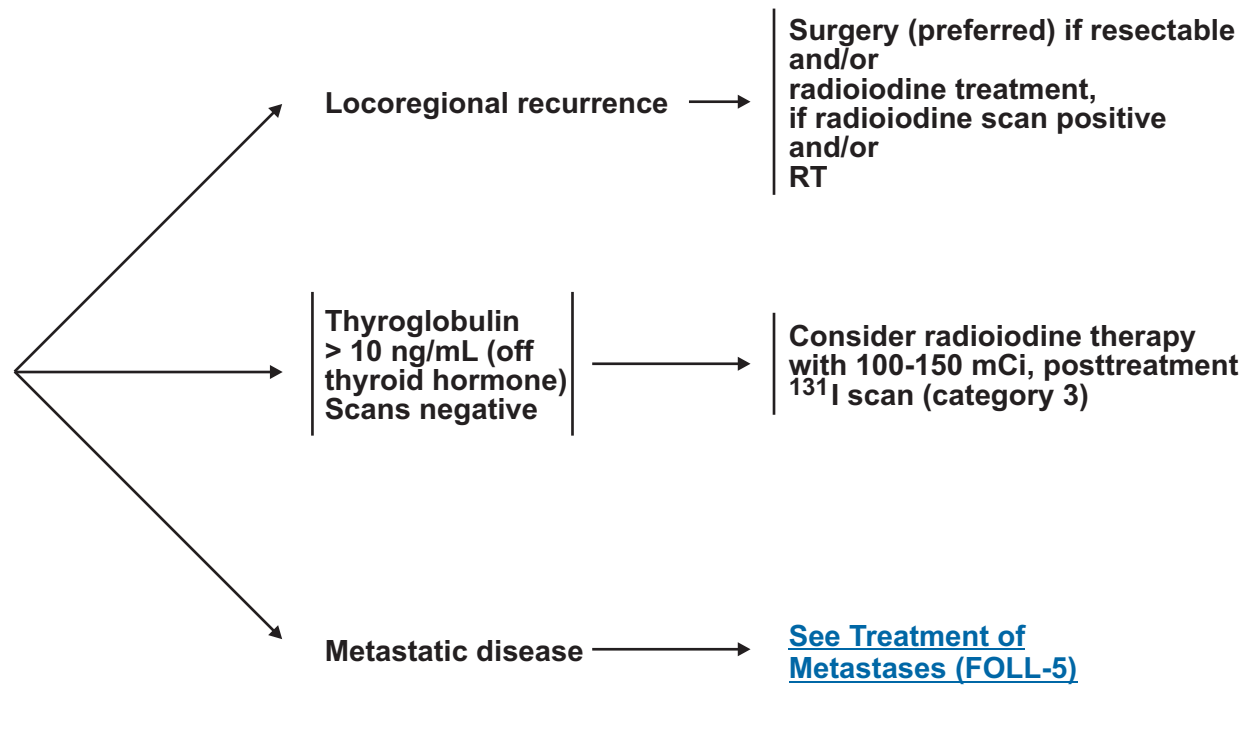 Locoregional recurrence
Surgery (preferred) if resectable
and/or
radioiodine treatment,
if radioiodine scan positive
and/or
RT
Thyroglobulin
> 10 ng/mL (off
thyroid hormone)
Scans negative
Consider radioiodine therapy
with 100-150 mCi, posttreatment
¹³¹I scan (category 3)
Metastatic disease
See Treatment of
Metastases (FOLL-5)